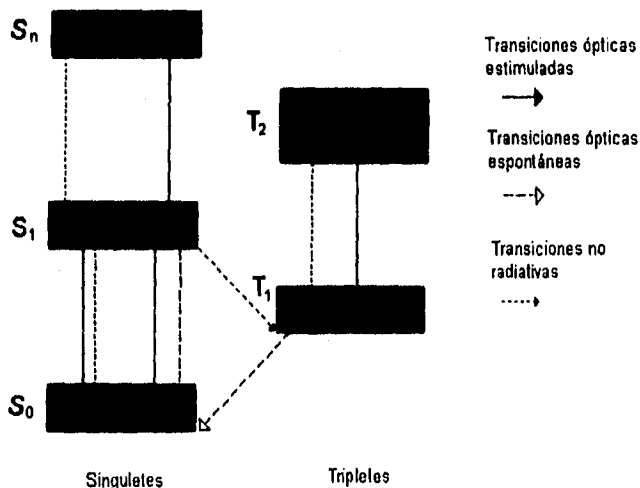 Sn
S1
S0
T2
T1
Singuletes
Tripletes
Transiciones ópticas
estimuladas
Transiciones ópticas
espontáneas
Transiciones no
radiativas